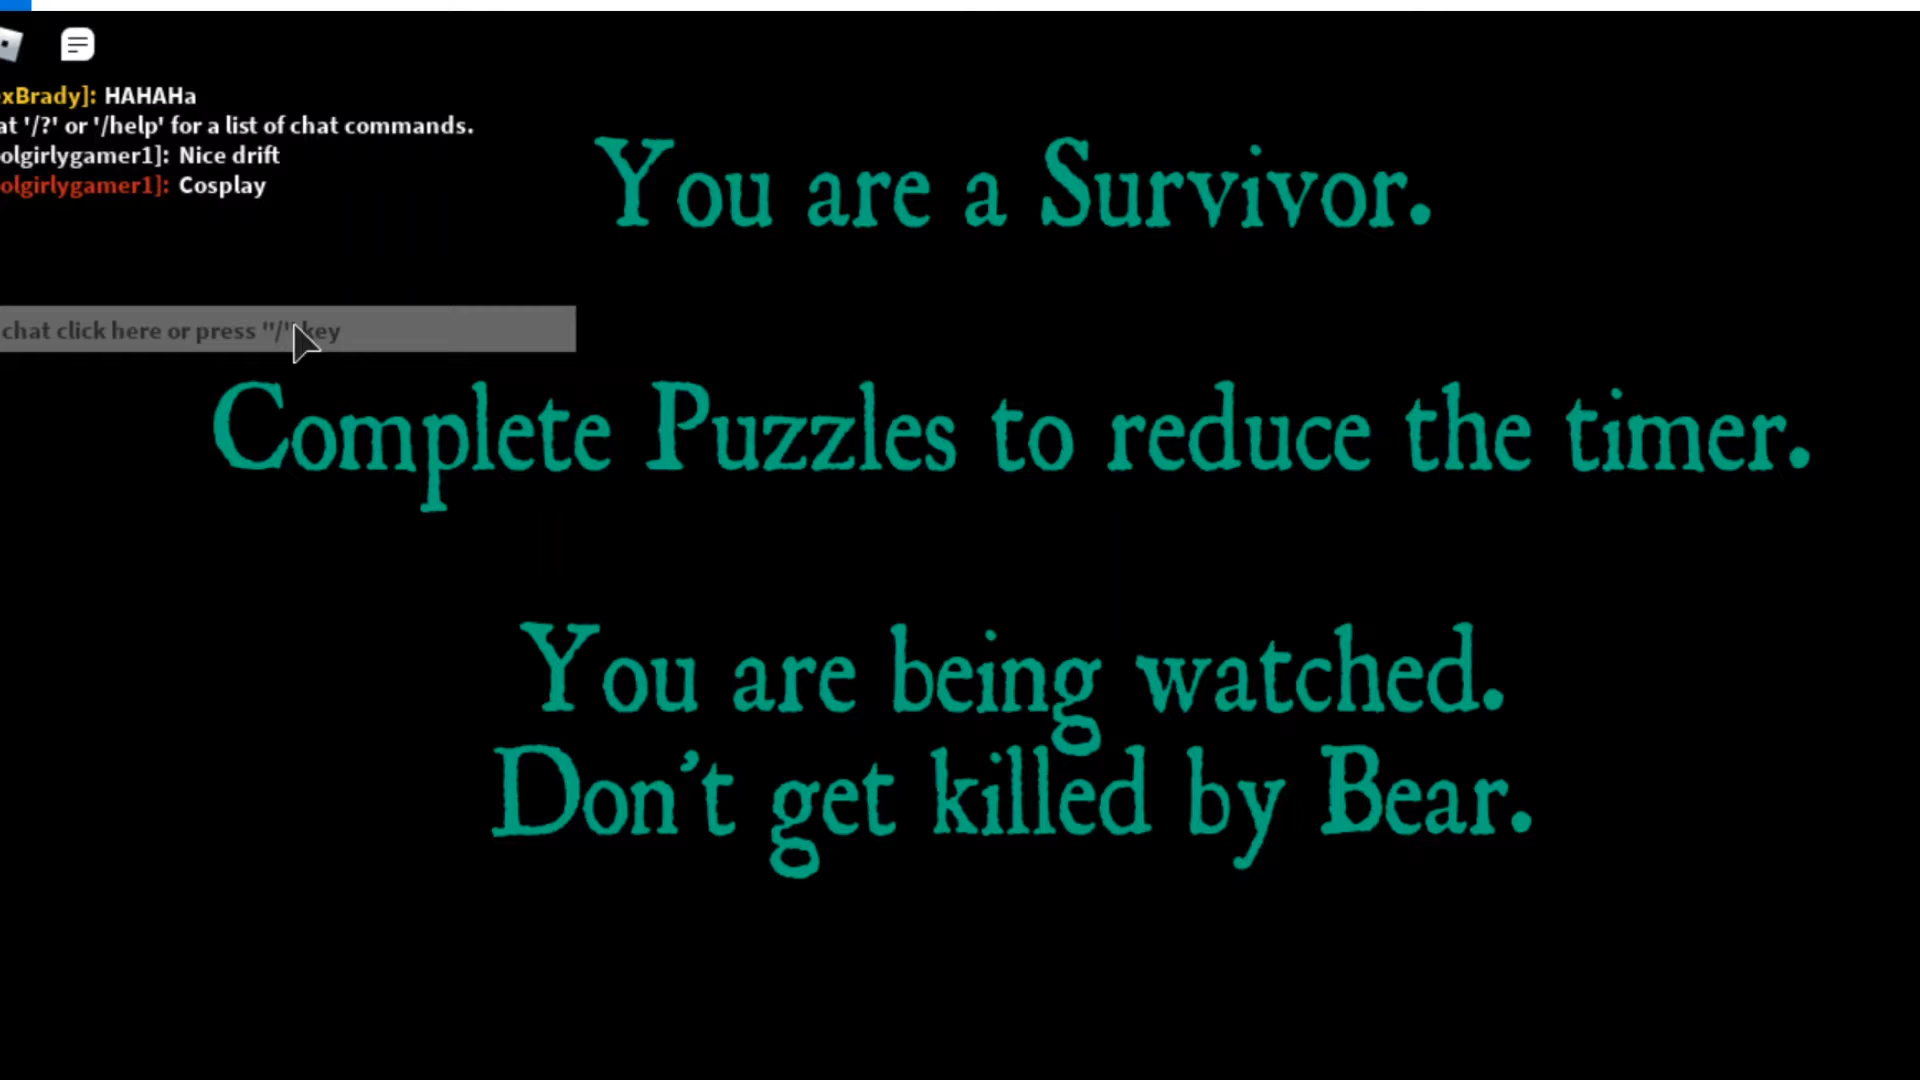 xBrady]: HAHAHa
at '/?' or '/help' for a list of chat commands.
olgirlygamer1]: Nice drift
olgirlygamer1]: Cosplay
You are a Survivor.
chat click here or press "/" key
Complete Puzzles to reduce the timer.
You are being watched.
Don't get killed by Bear.